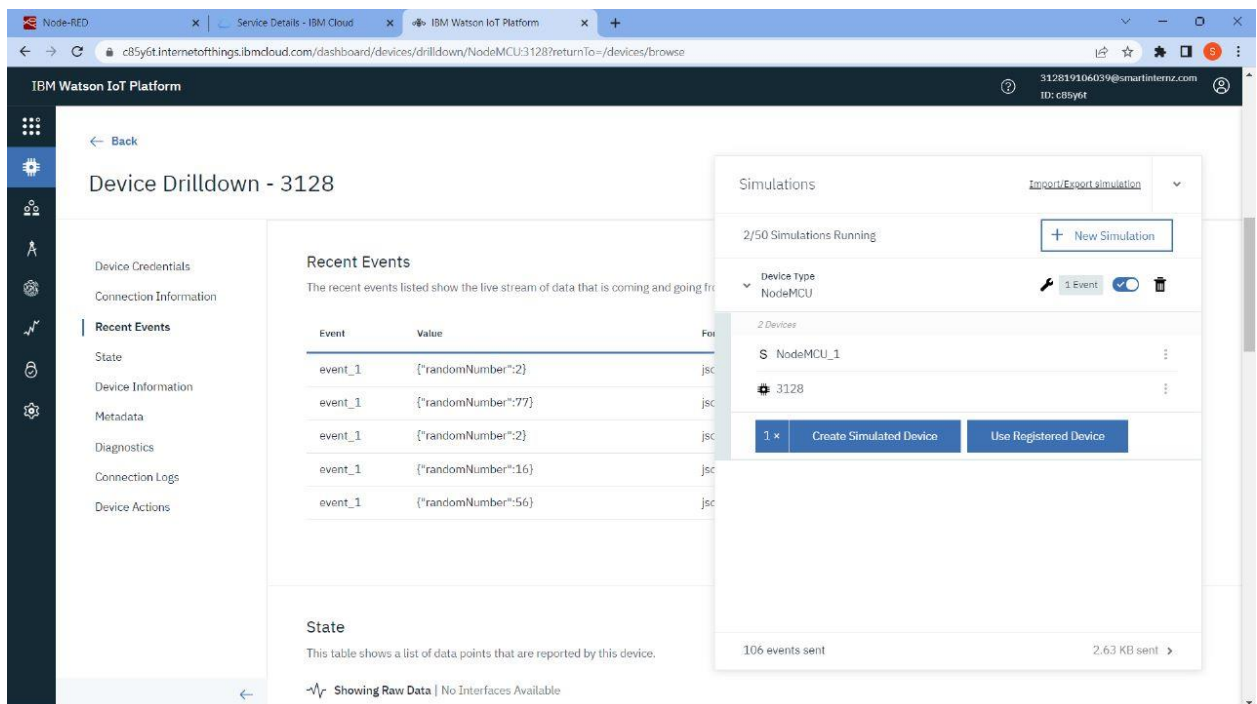 Node-RED
Service Details - IBM Cloud
IBM Watson IoT Platform
c85y6t.internetofthings.ibmcloud.com/dashboard/devices/drilldown/NodeMCU:3128?returnTo=/devices/browse
S
IBM Watson IoT Platform
312819106039@smartinternz.com
ID: c85y6t
Back
Device Drilldown - 3128
Device Credentials
Connection Information
Recent Events
State
Device Information
Metadata
Diagnostics
Connection Logs
Device Actions
Recent Events
The recent events listed show the live stream of data that is coming and going
Event Value
event_1 {"randomNumber":2}
event_1 {"randomNumber":77}
event_1 {"randomNumber":2}
event_1 {"randomNumber":16}
event_1 {"randomNumber":56}
State
This table shows a list of data points that are reported by this device.
Showing Raw Data | No Interfaces Available
Simulations Import/Export simulation
2/50 Simulations Running + New Simulation
Device Type
NodeMCU
1 Event
2 Devices
S NodeMCU_1
3128
1 × Create Simulated Device Use Registered Device
106 events sent 2.63 KB sent